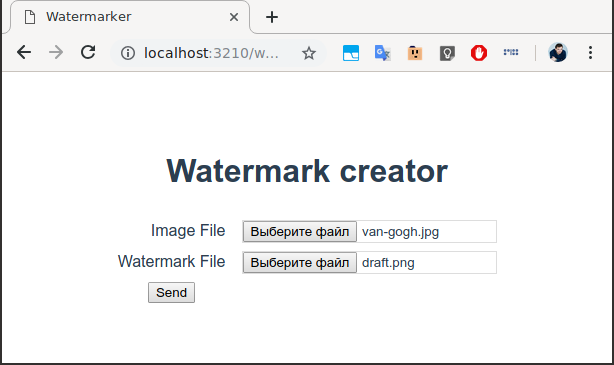 Watermarker
localhost:3210/w...
Watermark creator
Image File Выберите файл van-gogh.jpg
Watermark File Выберите файл draft.png
Send